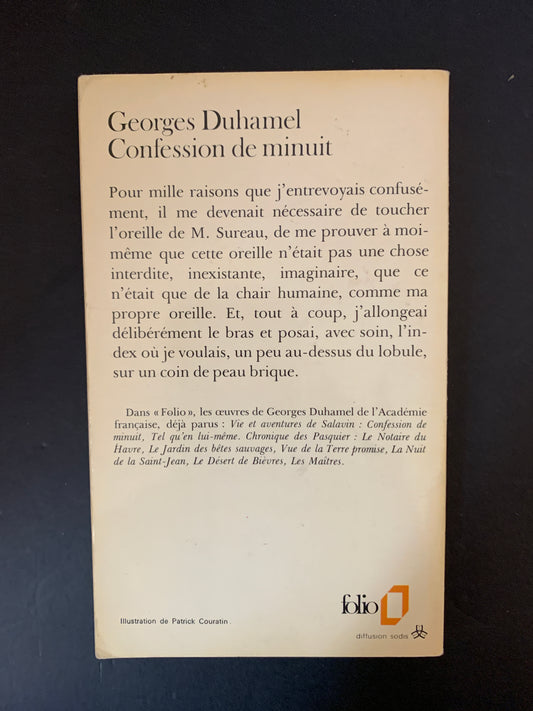 Georges Duhamel
Confession de minuit
Pour mille raisons que j'entrevoyais confusé-
ment, il me devenait nécessaire de toucher
l'oreille de M. Sureau, de me prouver à moi-
même que cette oreille n'était pas une chose
interdite, inexistante, imaginaire, que ce
n'était que de la chair humaine, comme ma
propre oreille. Et, tout à coup, j'allongeai
délibérément le bras et posai, avec soin, l'in-
dex où je voulais, un peu au-dessus du lobule,
sur un coin de peau brique.
Dans « Folio », les œuvres de Georges Duhamel de l'Académie
française, déjà parus : Vie et aventures de Salavin : Confession de
minuit, Tel qu'en lui-même. Chronique des Pasquier : Le Notaire du
Havre, Le Jardin des bêtes sauvages, Vue de la Terre promise, La Nuit
de la Saint-Jean, Le Désert de Bièvres, Les Maîtres.
folio
Illustration de Patrick Couratin
diffusion sodis